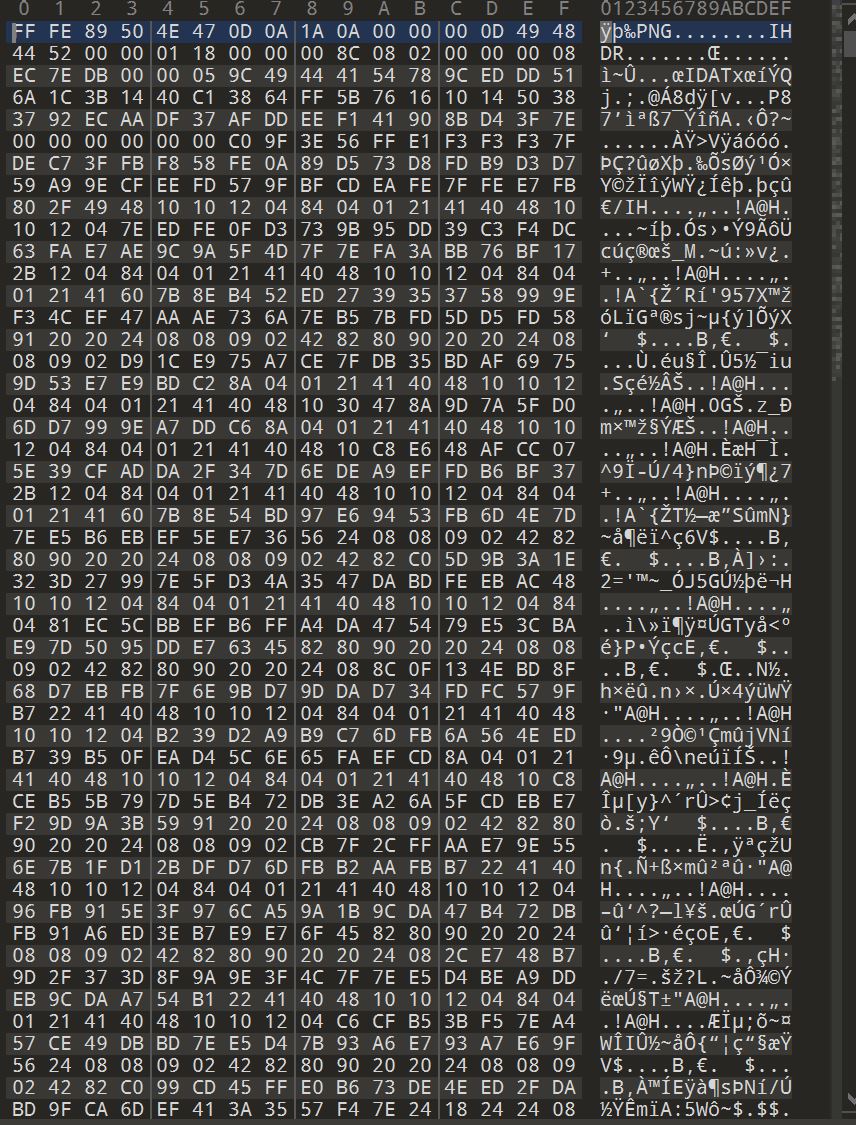 0 1 2 3 4 5 6 7 8 9 A B C D E F 0123456789ABCDEF
FF FE 89 50 4E 47 0D 0A 1A 0A 00 00 00 0D 49 48 ÿþ‰PNG........IH
44 52 00 00 01 18 00 00 00 8C 08 02 00 00 00 08 DR.......Œ......
EC 7E DB 00 00 05 9C 49 44 41 54 78 9C ED DD 51 ì~Û...œIDATxœíÝQ
6A 1C 3B 14 40 C1 38 64 FF 5B 76 16 10 14 50 38 j.;.@Á8dÿ[v...P8
37 92 EC AA DF 37 AF DD EE F1 41 90 8B D4 3F 7E 7’ìªß7¯ÝîñA.‹Ô?~
00 00 00 00 00 C0 9F 3E 56 FF E1 F3 F3 F3 7F .....ÀŸ>Vÿáóóó.
DE C7 3F FB F8 58 FE 0A 89 D5 73 D8 FD B9 D3 D7 ÞÇ?ûøXþ.‰ÕsØý¹Ó×
59 A9 9E CF EE FD 57 9F BF CD EA FE 7F FE E7 FB Y©žÏîýWŸ¿Íêþ.þçû
80 2F 49 48 10 10 12 04 84 04 01 21 41 40 48 10 €/IH....„..!A@H.
10 12 04 7E ED FE 0F D3 73 9B 95 DD 39 C3 F4 DC ...~íþ.Ós›•Ý9ÃôÜ
63 FA E7 AE 9C 9A 5F 4D 7F 7E FA 3A BB 76 BF 17 cúç®œš_M.~ú:»v¿.
2B 12 04 84 04 01 21 41 40 48 10 10 12 04 84 04 +..„..!A@H....„.
01 21 41 60 7B 8E B4 52 ED 27 39 35 37 58 99 9E .!A`{Ž´Rí'957X™ž
F3 4C EF 47 AA AE 73 6A 7E B5 7B FD 5D D5 FD 58 óLïGª®sj~µ{ý]ÕýX
91 20 20 24 08 08 09 02 42 82 80 90 20 20 24 08 ‘  $....B‚€.  $.
08 09 02 D9 1C E9 75 A7 CE 7F DB 35 BD AF 69 75 ...Ù.éu§Î.Û5½¯iu
9D 53 E7 E9 BD C2 8A 04 01 21 41 40 48 10 10 12 .Sçé½ÂŠ..!A@H...
04 84 04 01 21 41 40 48 10 30 47 8A 9D 7A 5F D0 .„..!A@H.0GŠ.z_Ð
6D D7 99 9E A7 DD C6 8A 04 01 21 41 40 48 10 10 m×™ž§ÝÆŠ..!A@H..
12 04 84 04 01 21 41 40 48 10 C8 E6 48 AF CC 07 ..„..!A@H.ÈæH¯Ì.
5E 39 CF AD DA 2F 34 7D 6E DE A9 EF FD B6 BF 37 ^9Ï-Ú/4}nÞ©ïý¶¿7
2B 12 04 84 04 01 21 41 40 48 10 10 12 04 84 04 +..„..!A@H....„.
01 21 41 60 7B 8E 54 BD 97 E6 94 53 FB 6D 4E 7D .!A`{ŽT½—æ”SûmN}
7E E5 B6 EB EF 5E E7 36 56 24 08 08 09 02 42 82 ~å¶ëï^ç6V$....B‚
80 90 20 20 24 08 08 09 02 42 82 C0 5D 9B 3A 1E €.  $....B‚À]›:.
32 3D 27 99 7E 5F D3 4A 35 47 DA BD FE EB AC 48 2='™~_ÓJ5GÚ½þë¬H
10 10 12 04 84 04 01 21 41 40 48 10 10 12 04 84 ....„..!A@H....„
04 81 EC 5C BB EF B6 FF A4 DA 47 54 79 E5 3C BA ..ì\»ï¶ÿ¤ÚGTyå<º
E9 7D 50 95 DD E7 63 45 82 80 90 20 20 24 08 08 é}P•ÝçcE‚€.  $..
09 02 42 82 80 90 20 20 24 08 8C 0F 13 4E BD 8F ..B‚€.  $.Œ..N½.
68 D7 EB FB 7F 6E 9B D7 9D DA D7 34 FD FC 57 9F h×ëû.n›×.Ú×4ýüWŸ
B7 22 41 40 48 10 10 12 04 84 04 01 21 41 40 48 ·"A@H....„..!A@H
10 10 12 04 B2 39 D2 A9 B9 C7 6D FB 6A 56 4E ED ....²9Ò©¹ÇmûjVNí
B7 39 B5 0F EA D4 5C 6E 65 FA EF CD 8A 04 01 21 ·9µ.êÔ\neúïÍŠ..!
41 40 48 10 10 12 04 84 04 01 21 41 40 48 10 C8 A@H....„..!A@H.È
CE B5 5B 79 7D 5E B4 72 DB 3E A2 6A 5F CD EB E7 Îµ[y}^´rÛ>¢j_Íëç
F2 9D 9A 3B 59 91 20 20 24 08 08 09 02 42 82 80 ò.š;Y‘  $....B‚€
90 20 20 24 08 08 09 02 CB 7F 2C FF AA E7 9E 55 .  $....Ë.,ÿªçžU
6E 7B 1F D1 2B DF D7 6D FB B2 AA FB B7 22 41 40 n{.Ñ+ß×mû²ªû·"A@
48 10 10 12 04 84 04 01 21 41 40 48 10 10 12 04 H....„..!A@H....
96 FB 91 5E 3F 97 6C A5 9A 1B 9C DA 47 B4 72 DB –û‘^?—l¥š.œÚG´rÛ
FB 91 A6 ED 3E B7 E9 E7 6F 45 82 80 90 20 20 24 û‘¦í>·éçoE‚€.  $
08 08 09 02 42 82 80 90 20 20 24 08 2C E7 48 B7 ....B‚€.  $.,çH·
9D 2F 37 3D 8F 9A 9E 3F 4C 7F 7E E5 D4 BE A9 DD ./7=.šž?L.~åÔ¾©Ý
EB 9C DA A7 54 B1 22 41 40 48 10 10 12 04 84 04 ëœÚ§T±"A@H....„.
01 21 41 40 48 10 10 12 04 C6 CF B5 3B F5 7E A4 .!A@H....ÆÏµ;õ~¤
57 CE 49 DB BD 7E E5 D4 7B 93 A6 E7 93 A7 E6 9F WÎIÛ½~åÔ{“¦ç“§æŸ
56 24 08 08 09 02 42 82 80 90 20 20 24 08 08 09 V$....B‚€.  $...
02 42 82 C0 99 CD 45 FF E0 B6 73 DE 4E ED 2F DA .B‚À™ÍEÿà¶sÞNí/Ú
BD 9F CA 6D EF 41 3A 35 57 F4 7E 24 18 24 24 08 ½ŸÊmïA:5Wô~$.$$.